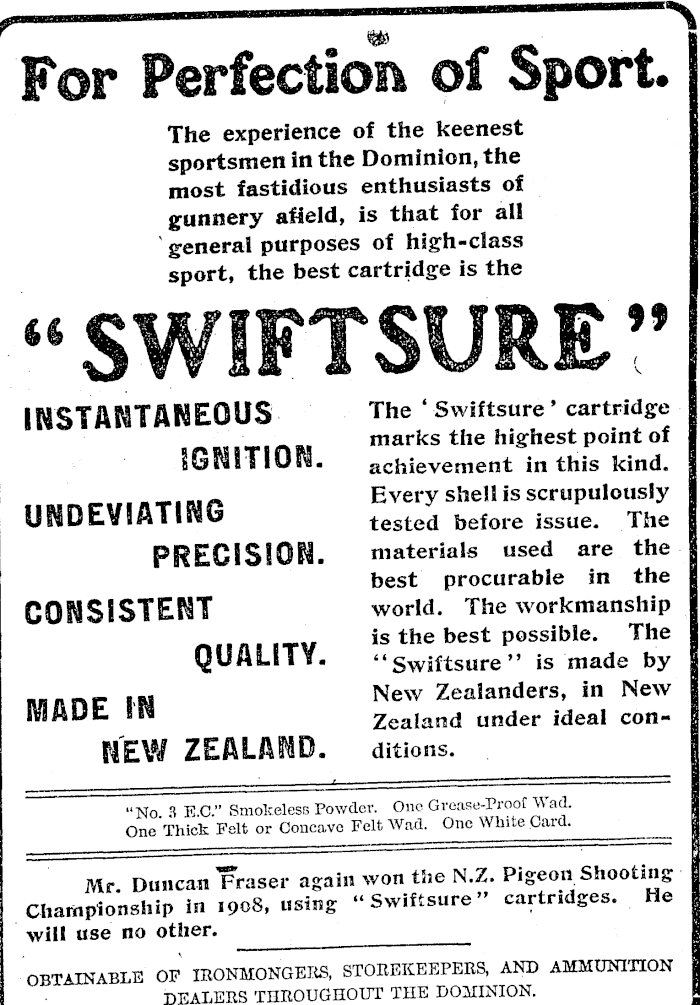 For Perfection of Sport.
The experience of the keenest
sportsmen in the Dominion, the
most fastidious enthusiasts of
gunnery afield, is that for all
general purposes of high-class
sport, the best cartridge is the
“SWIFTSURE”
INSTANTANEOUS
IGNITION.
UNDEVIATING
PRECISION.
CONSISTENT
QUALITY.
MADE IN
NEW ZEALAND.
The ‘Swiftsure’ cartridge
marks the highest point of
achievement in this kind.
Every shell is scrupulously
tested before issue. The
materials used are the
best procurable in the
world. The workmanship
is the best possible. The
“Swiftsure” is made by
New Zealanders, in New
Zealand under ideal con-
ditions.
“No. 3 E.C.” Smokeless Powder. One Grease-Proof Wad.
One Thick Felt or Concave Felt Wad. One White Card.
Mr. Duncan Fraser again won the N.Z. Pigeon Shooting
Championship in 1908, using “Swiftsure” cartridges. He
will use no other.
OBTAINABLE OF IRONMONGERS, STOREKEEPERS, AND AMMUNITION
DEALERS THROUGHOUT THE DOMINION.